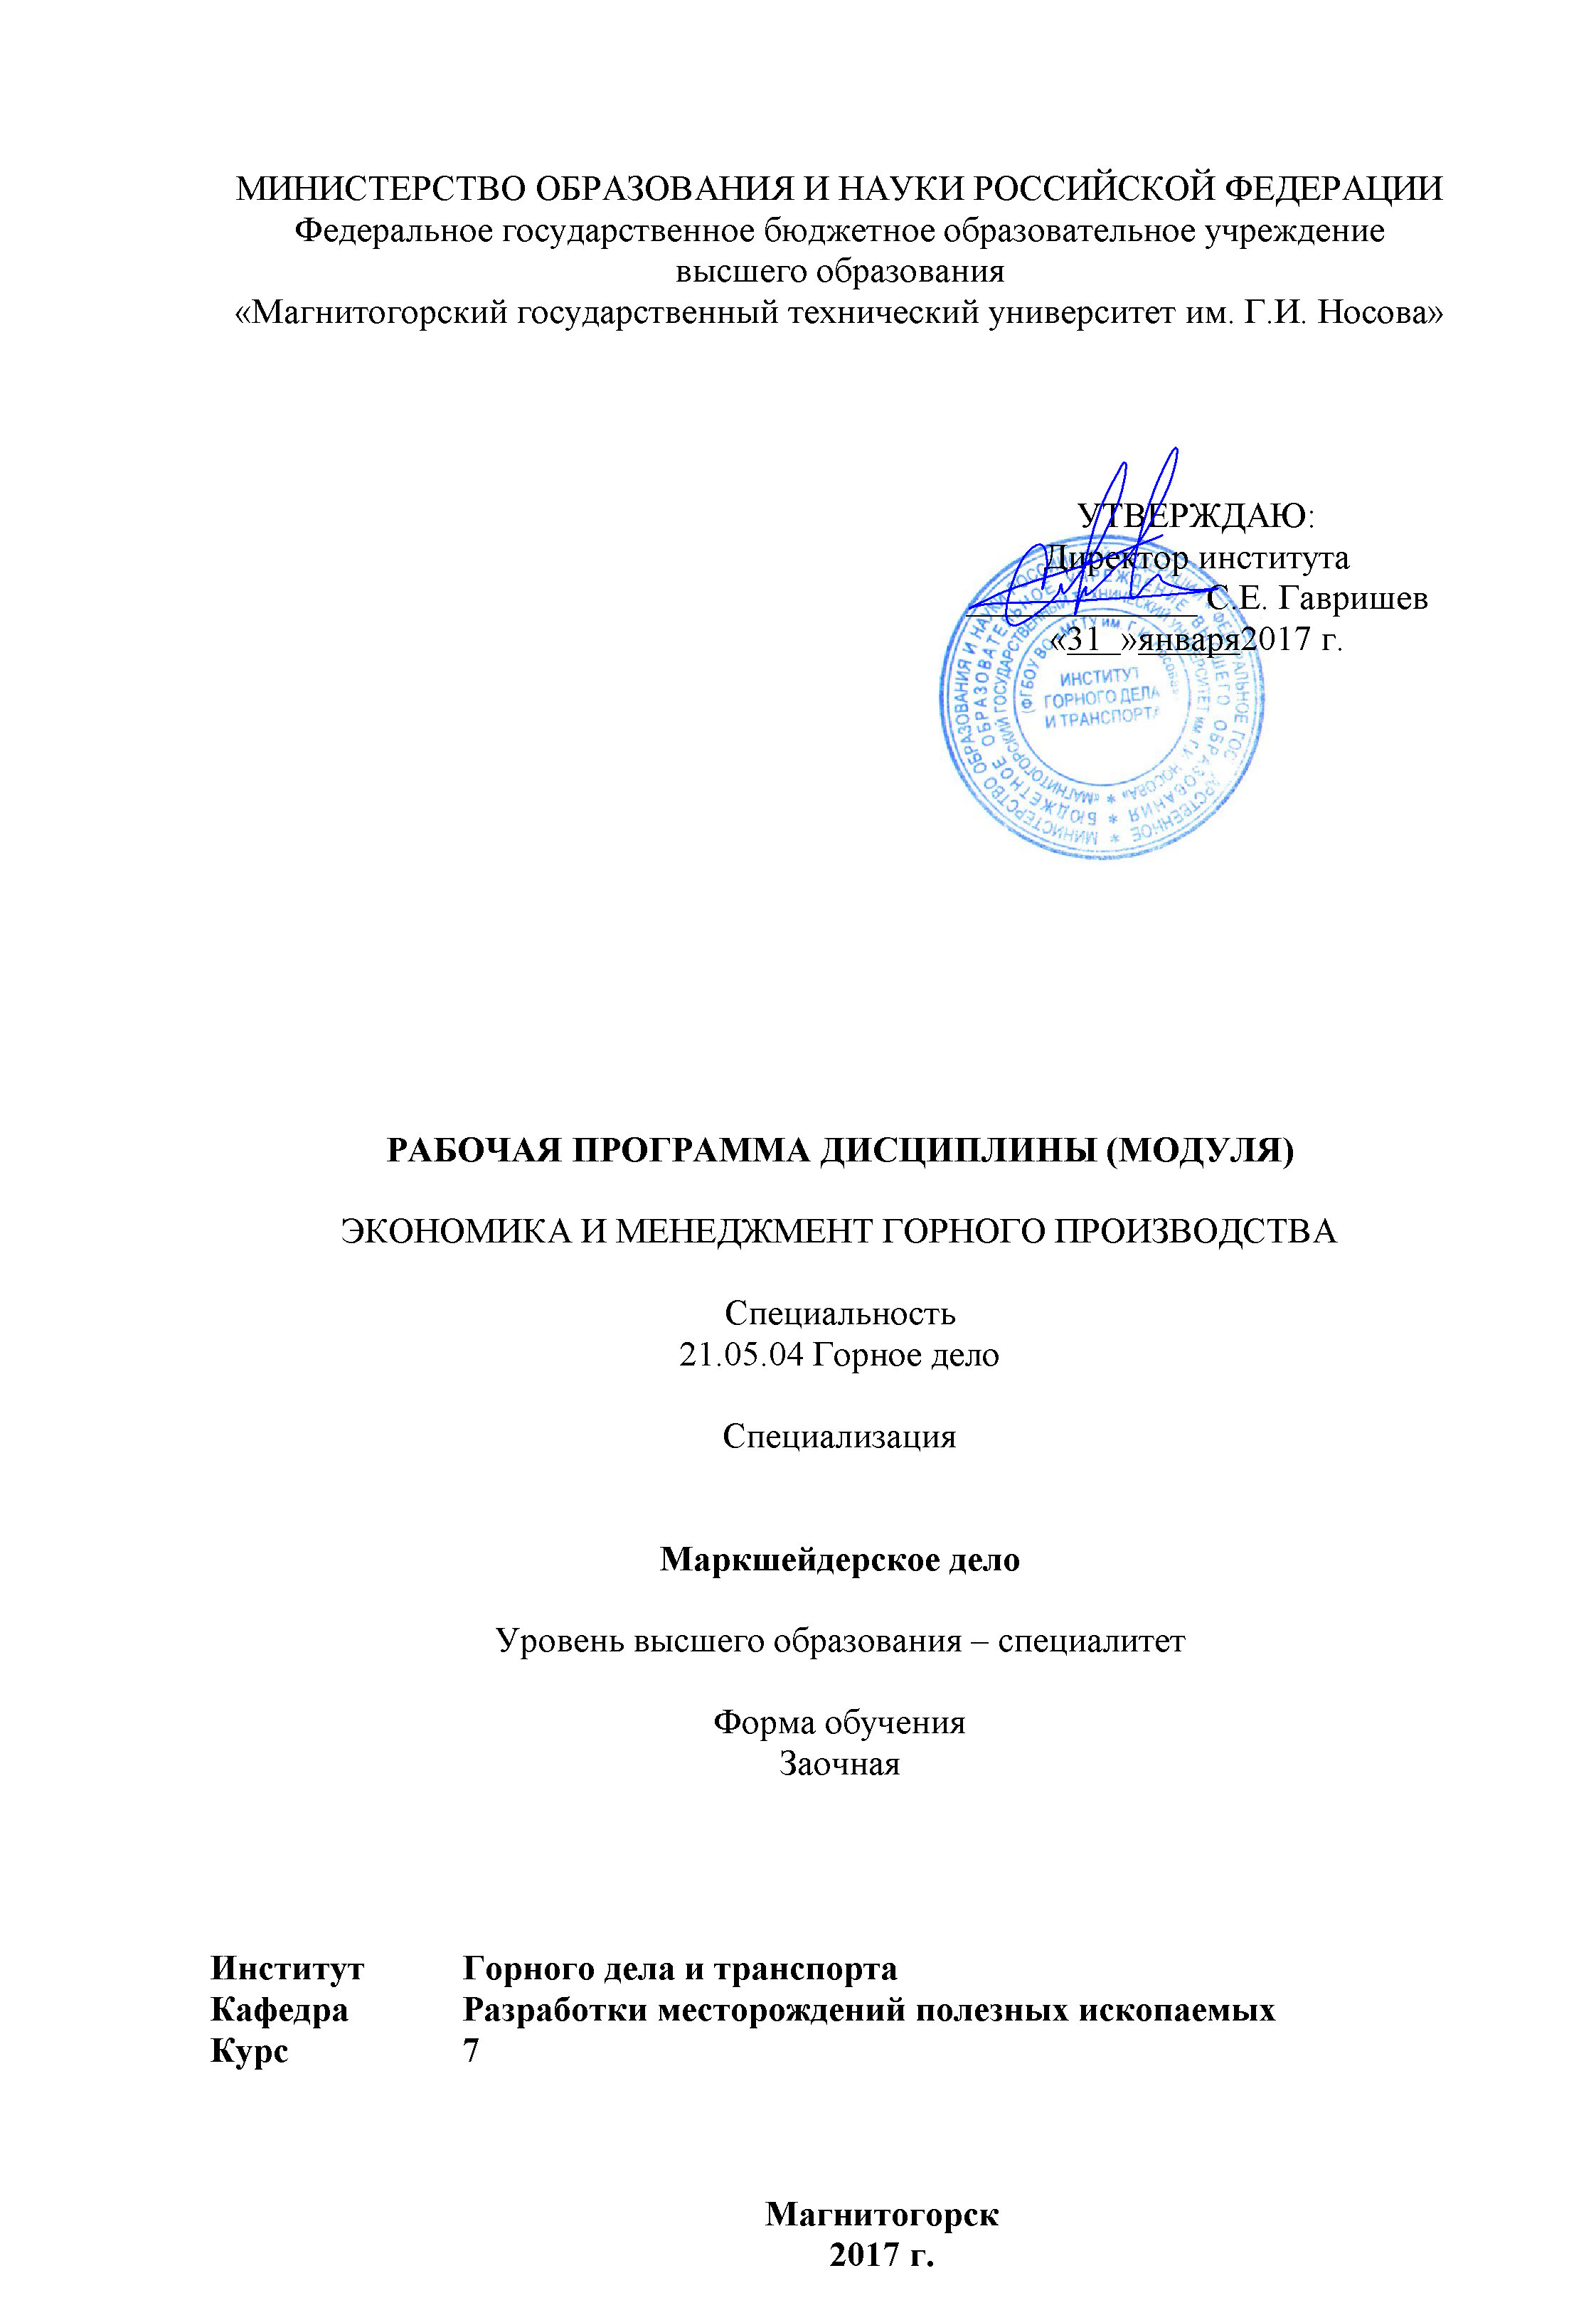 МИНИСТЕРСТВО ОБРАЗОВАНИЯ И НАУКИ РОССИЙСКОЙ ФЕДЕРАЦИИ
Федеральное государственное бюджетное образовательное учреждение
высшего образования
«Магнитогорский государственный технический университет им. Г.И. Носова»
УТВЕРЖДАЮ:
Директор института
С.Е. Гавришев
«31 »января2017 г.
ИНСТИТУТ
ГОРНОГО ДЕЛА
И ТРАНСПОРТА
РАБОЧАЯ ПРОГРАММА ДИСЦИПЛИНЫ (МОДУЛЯ)
ЭКОНОМИКА И МЕНЕДЖМЕНТ ГОРНОГО ПРОИЗВОДСТВА
Специальность
21.05.04 Горное дело
Специализация
Маркшейдерское дело
Уровень высшего образования – специалитет
Форма обучения
Заочная
Институт Горного дела и транспорта
Кафедра Разработки месторождений полезных ископаемых
Курс 7
Магнитогорск
2017 г.